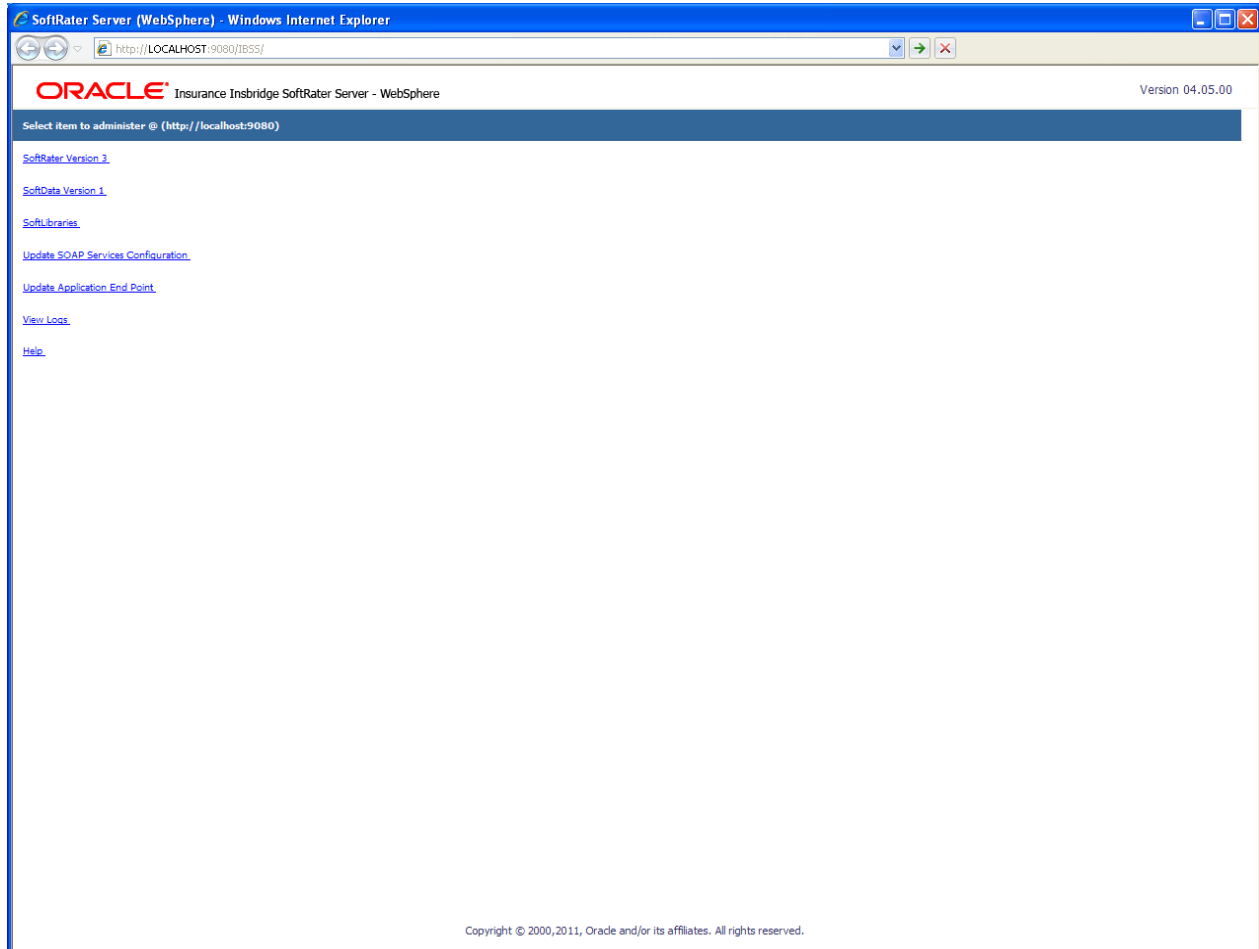 SoftRater Server (WebSphere) - Windows Internet Explorer
http://LOCALHOST:9080/IBSS/
ORACLE Insurance Insbridge SoftRater Server - WebSphere
Version 04.05.00
Select item to administer @ (http://localhost:9080)
SoftRater Version 3
SoftData Version 1
SoftLibraries
Update SOAP Services Configuration
Update Application End Point
View Logs
Help
Copyright © 2000,2011, Oracle and/or its affiliates. All rights reserved.